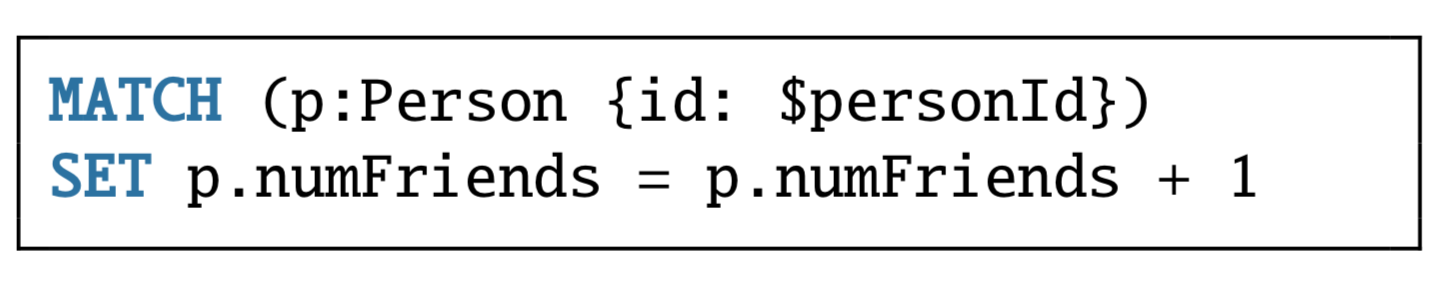 MATCH (p:Person {id: $personId})
SET p.numFriends = p.numFriends + 1